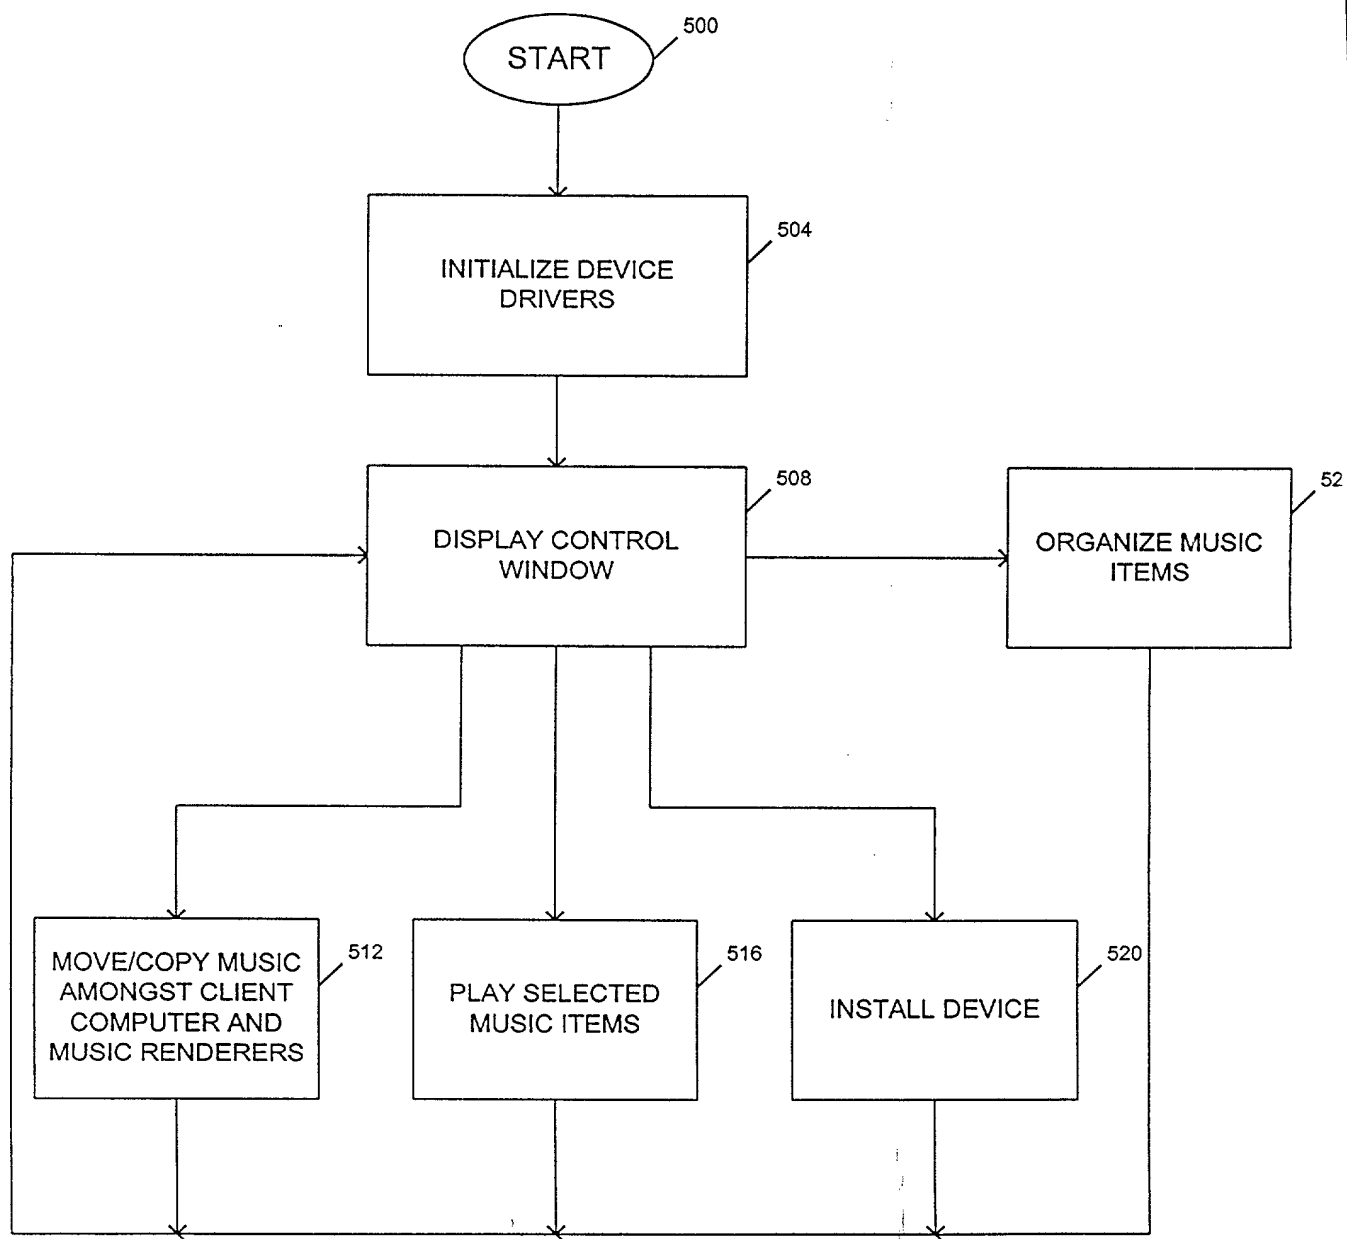 START
500
INITIALIZE DEVICE
DRIVERS
504
DISPLAY CONTROL
WINDOW
508
ORGANIZE MUSIC
ITEMS
52
MOVE/COPY MUSIC
AMONGST CLIENT
COMPUTER AND
MUSIC RENDERERS
512
PLAY SELECTED
MUSIC ITEMS
516
INSTALL DEVICE
520